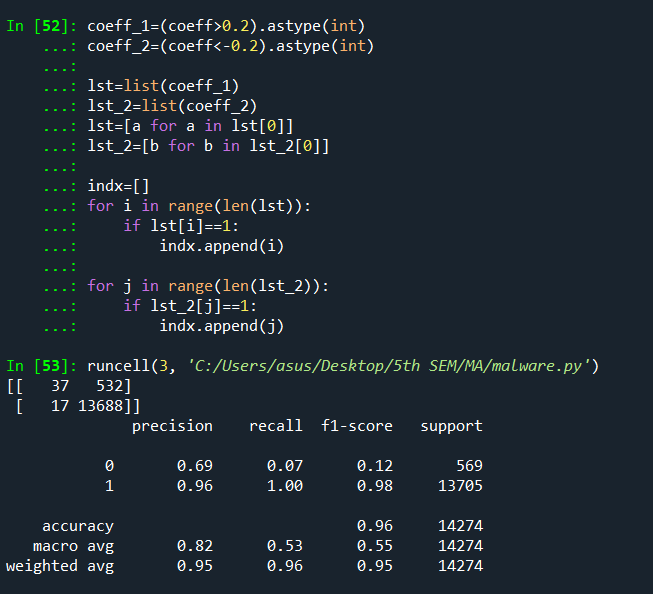 In [52]: coeff_1=(coeff>0.2).astype(int)
    ...: coeff_2=(coeff<-0.2).astype(int)
    ...:
    ...: lst=list(coeff_1)
    ...: lst_2=list(coeff_2)
    ...: lst=[a for a in lst[0]]
    ...: lst_2=[b for b in lst_2[0]]
    ...:
    ...: indx=[]
    ...: for i in range(len(lst)):
    ...:     if lst[i]==1:
    ...:         indx.append(i)
    ...:
    ...: for j in range(len(lst_2)):
    ...:     if lst_2[j]==1:
    ...:         indx.append(j)
In [53]: runcell(3, 'C:/Users/asus/Desktop/5th SEM/MA/malware.py')
[[   37   532]
 [   17 13688]]
              precision    recall  f1-score   support
           0       0.69      0.07      0.12       569
           1       0.96      1.00      0.98     13705
    accuracy                           0.96     14274
   macro avg       0.82      0.53      0.55     14274
weighted avg       0.95      0.96      0.95     14274